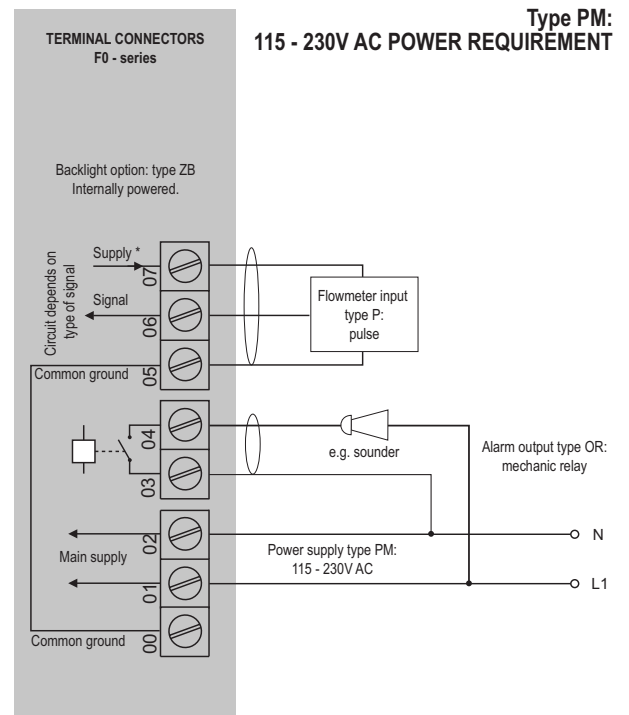 Type PM:
115 - 230V AC POWER REQUIREMENT
TERMINAL CONNECTORS
F0 - series
Backlight option: type ZB
Internally powered.
Circuit depends on
type of signal
Supply *
07
Signal
06
Common ground
05
Flowmeter input
type P:
pulse
04
03
e.g. sounder
Alarm output type OR:
mechanic relay
02
Main supply
01
Power supply type PM:
115 - 230V AC
N
L1
Common ground
00